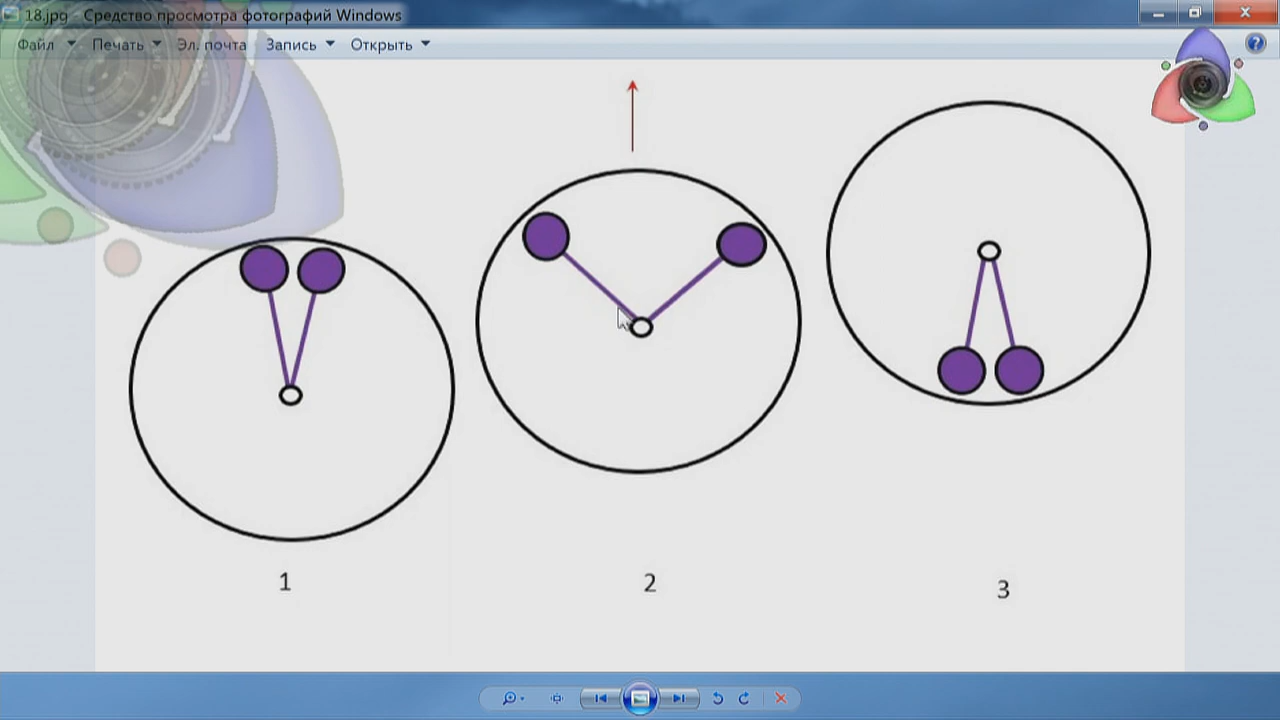 18.jpg - Средство просмотра фотографий Windows
Файл Печать Эл. почта Запись Открыть
1
2
3